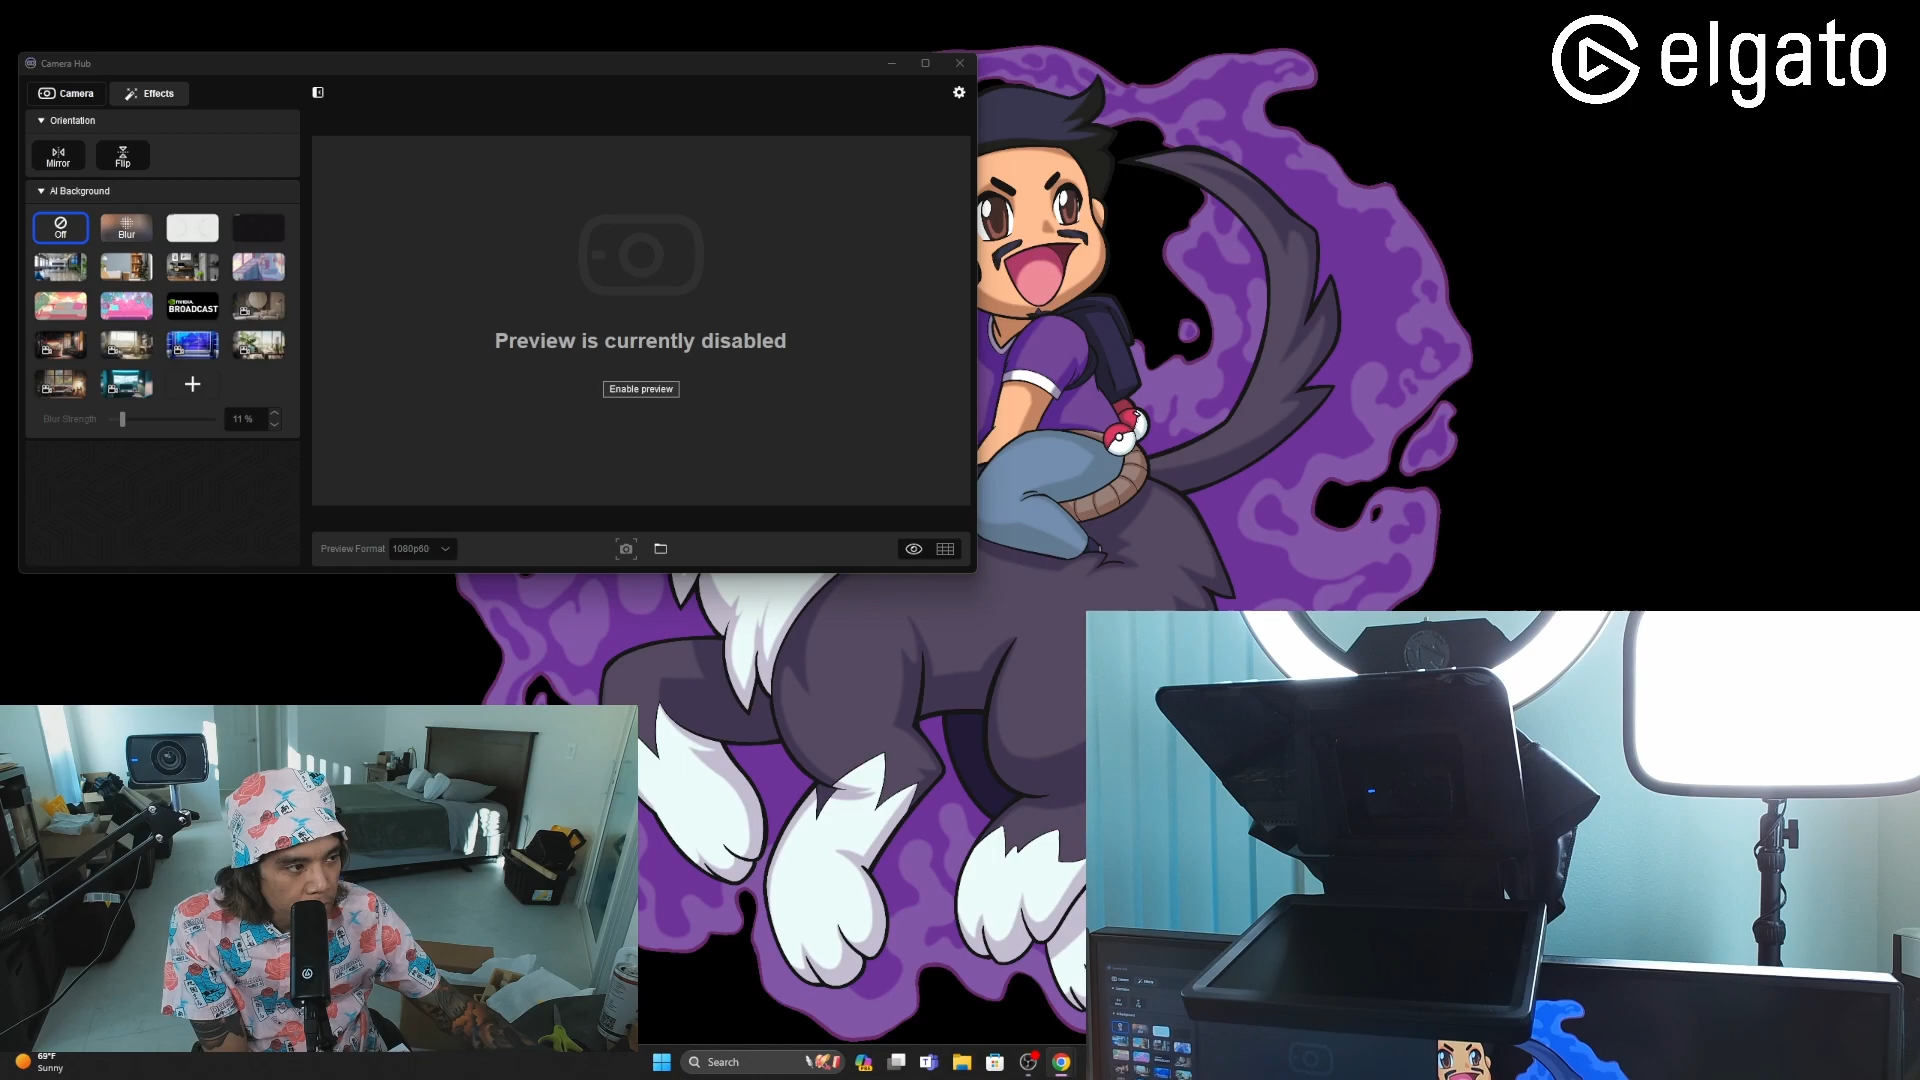 elgato
Camera Hub
Camera
Effects
Orientation
Mirror
Flip
AI Background
Off
Blur
NVIDIA
BROADCAST
Blur Strength
11 %
Preview is currently disabled
Enable preview
Preview Format
1080p60
69°F
Sunny
Search